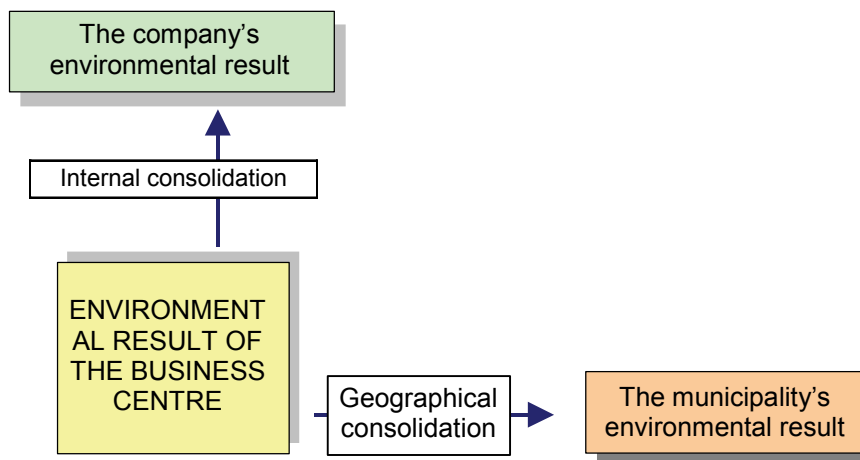 The company’s
environmental result
Internal consolidation
ENVIRONMENT
AL RESULT OF
THE BUSINESS
CENTRE
Geographical
consolidation
The municipality’s
environmental result